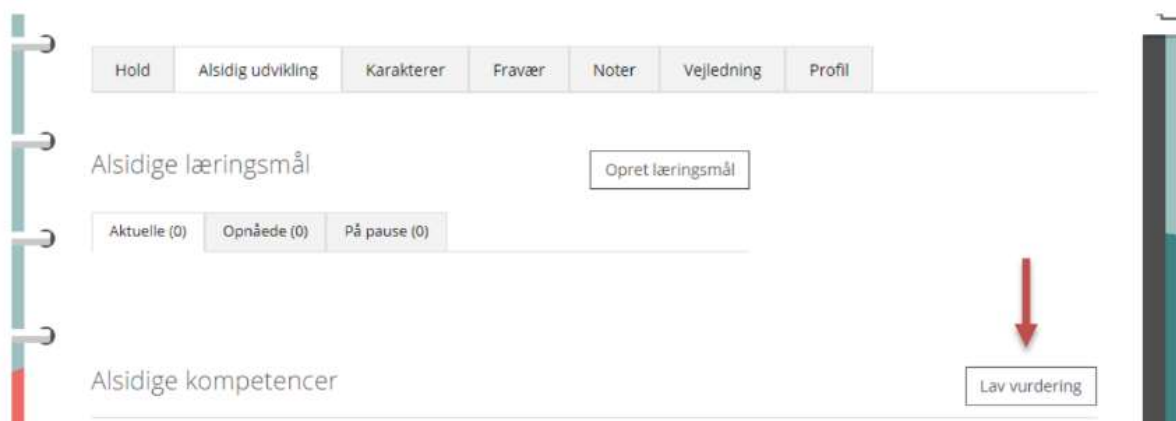 Hold Alsidig udvikling Karakterer Fravær Noter Vejledning Profil
Alsidige læringsmål Opret læringsmål
Aktuelle (0) Opnåede (0) På pause (0)
Alsidige kompetencer Lav vurdering